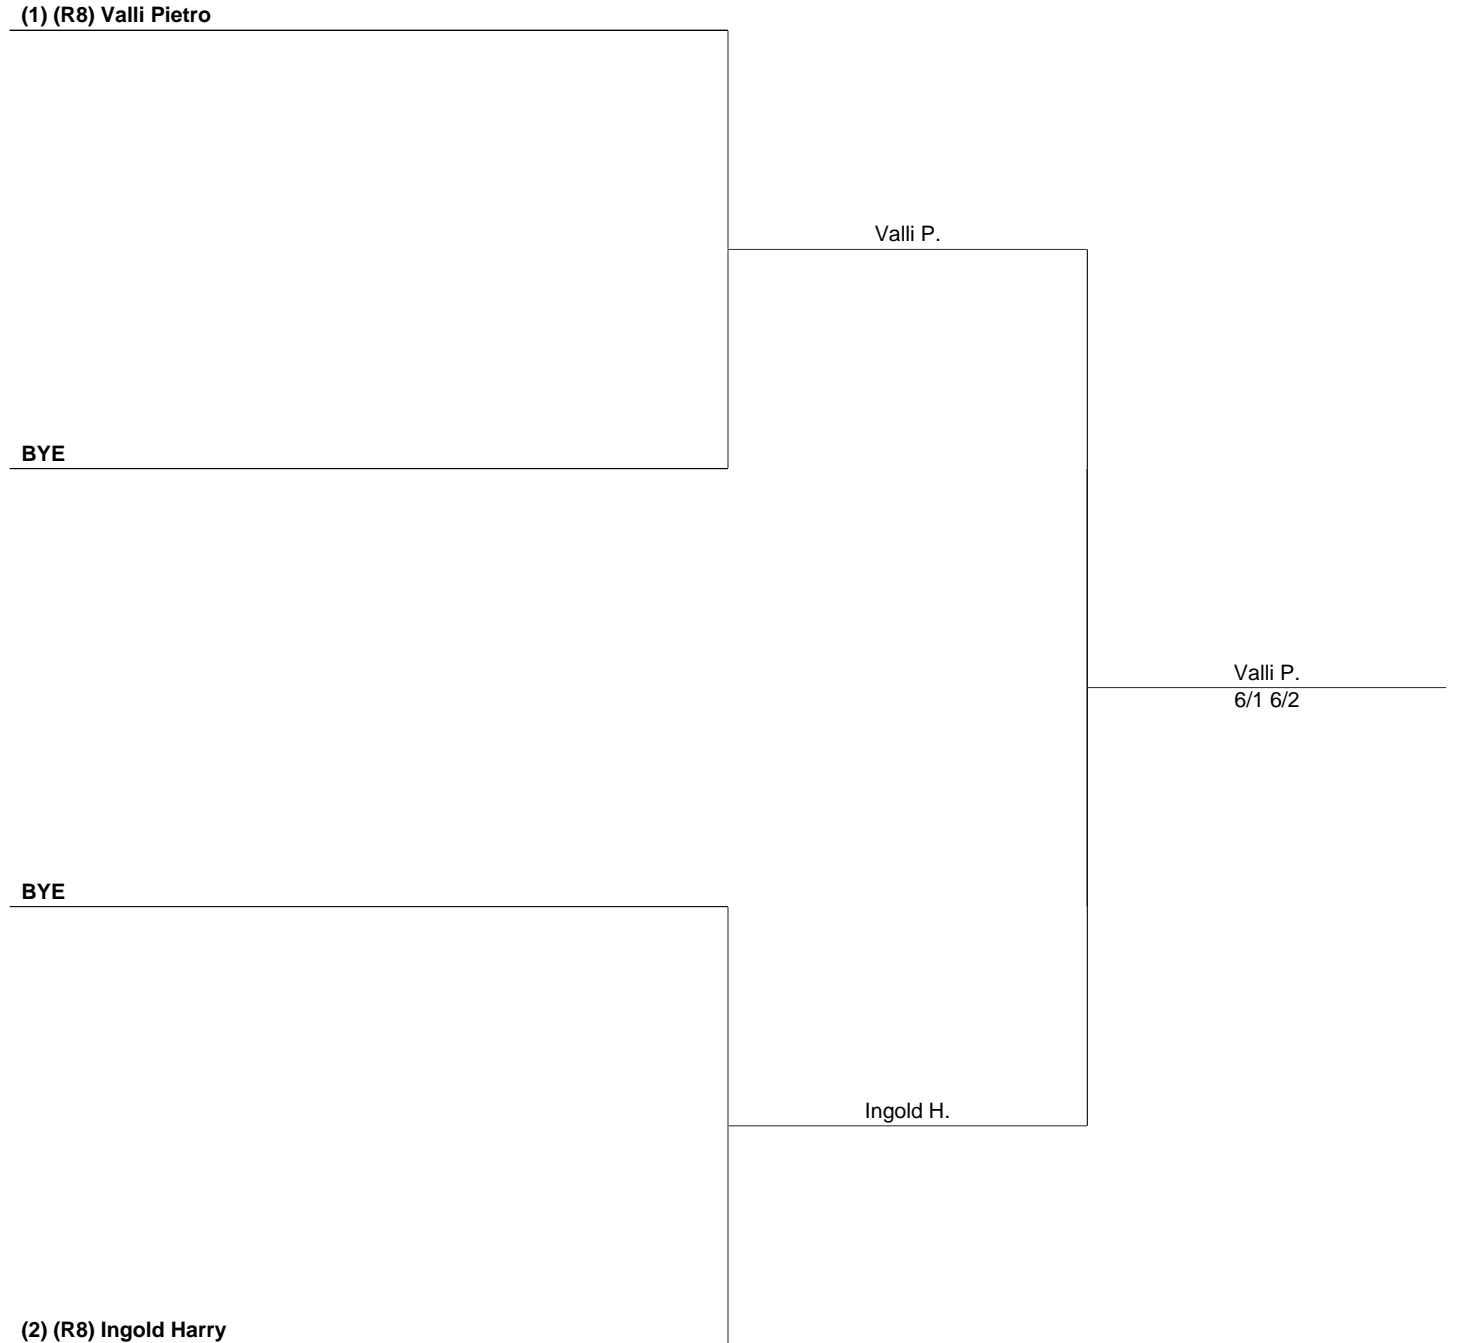 (1) (R8) Valli Pietro
Valli P.
BYE
Valli P.
6/1 6/2
BYE
Ingold H.
(2) (R8) Ingold Harry